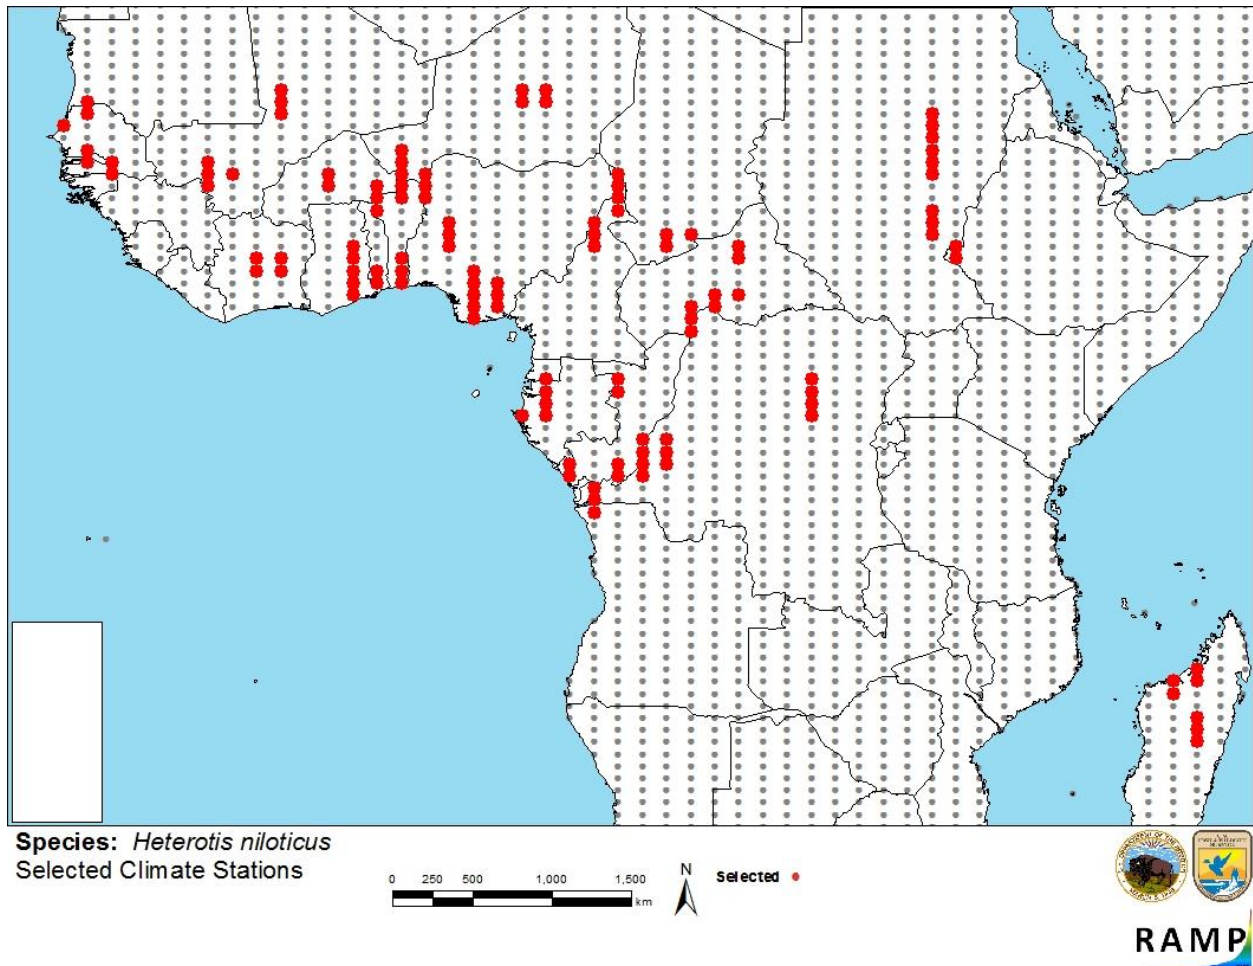 Species: Heterotis niloticus
Selected Climate Stations
0 250 500 1,000 1,500
km
N
Selected
RAMP